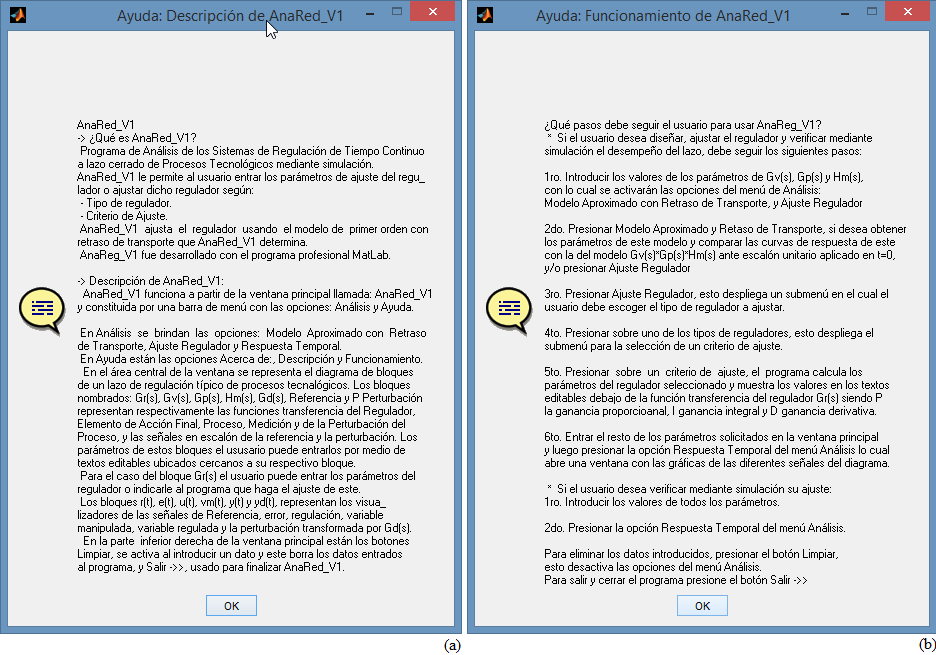 Ayuda: Descripción de AnaRed_V1
AnaRed_V1
-> ¿Qué es AnaRed_V1?
Programa de Análisis de los Sistemas de Regulación de Tiempo Continuo
a lazo cerrado de Procesos Tecnológicos mediante simulación.
AnaRed_V1 le permite al usuario entrar los parámetros de ajuste del regu_
lador o ajustar dicho regulador según:
- Tipo de regulador.
- Criterio de Ajuste.
AnaRed_V1 ajusta el regulador usando el modelo de primer orden con
retraso de transporte que AnaRed_V1 determina.
AnaReg_V1 fue desarrollado con el programa profesional MatLab.
-> Descripción de AnaRed_V1:
AnaRed_V1 funciona a partir de la ventana principal llamada: AnaRed_V1
y constituida por una barra de menú con las opciones: Análisis y Ayuda.
En Análisis se brindan las opciones: Modelo Aproximado con Retraso
de Transporte, Ajuste Regulador y Respuesta Temporal.
En Ayuda están las opciones Acerca de:, Descripción y Funcionamiento.
En el área central de la ventana se representa el diagrama de bloques
de un lazo de regulación típico de procesos tecnalógicos. Los bloques
nombrados: Gr(s), Gv(s), Gp(s), Hm(s), Gd(s), Referencia y P Perturbación
representan respectivamente las funciones transferencia del Regulador,
Elemento de Acción Final, Proceso, Medición y de la Perturbación del
Proceso, y las señales en escalón de la referencia y la perturbación. Los
parámetros de estos bloques el ususario puede entrarlos por medio de
textos editables ubicados cercanos a su respectivo bloque.
Para el caso del bloque Gr(s) el usuario puede entrar los parámetros del
regulador o indicarle al programa que haga el ajuste de este.
Los bloques r(t), e(t), u(t), vm(t), y(t) y yd(t), representan los visua_
lizadores de las señales de Referencia, error, regulación, variable
manipulada, variable regulada y la perturbación transformada por Gd(s).
En la parte inferior derecha de la ventana principal están los botones
Limpiar, se activa al introducir un dato y este borra los datos entrados
al programa, y Salir ->>, usado para finalizar AnaRed_V1.
OK
(a)
Ayuda: Funcionamiento de AnaRed_V1
¿Qué pasos debe seguir el usuario para usar AnaReg_V1?
* Si el usuario desea diseñar, ajustar el regulador y verificar mediante
simulación el desempeño del lazo, debe seguir los siguientes pasos:
1ro. Introducir los valores de los parámetros de Gv(s), Gp(s) y Hm(s),
con lo cual se activarán las opciones del menú de Análisis:
Modelo Aproximado con Retraso de Transporte, y Ajuste Regulador
2do. Presionar Modelo Aproximado y Retaso de Transporte, si desea obtener
los parámetros de este modelo y comparar las curvas de respuesta de este
con la del modelo Gv(s)*Gp(s)*Hm(s) ante escalón unitario aplicado en t=0,
y/o presionar Ajuste Regulador
3ro. Presionar Ajuste Regulador, esto despliega un submenú en el cual el
usuario debe escoger el tipo de regulador a ajustar.
4to. Presionar sobre uno de los tipos de reguladores, esto despliega el
submenú para la selección de un criterio de ajuste.
5to. Presionar sobre un criterio de ajuste, el programa calcula los
parámetros del regulador seleccionado y muestra los valores en los textos
editables debajo de la función transferencia del regulador Gr(s) siendo P
la ganancia proporcioanal, I ganancia integral y D ganancia derivativa.
6to. Entrar el resto de los parámetros solicitados en la ventana principal
y luego presionar la opción Respuesta Temporal del menú Análisis lo cual
abre una ventana con las gráficas de las diferentes señales del diagrama.
* Si el usuario desea verificar mediante simulación su ajuste:
1ro. Introducir los valores de todos los parámetros.
2do. Presionar la opción Respuesta Temporal del menú Análisis.
Para eliminar los datos introducidos, presionar el botón Limpiar,
esto desactiva las opciones del menú Análisis.
Para salir y cerrar el programa presione el botón Salir ->>
OK
(b)